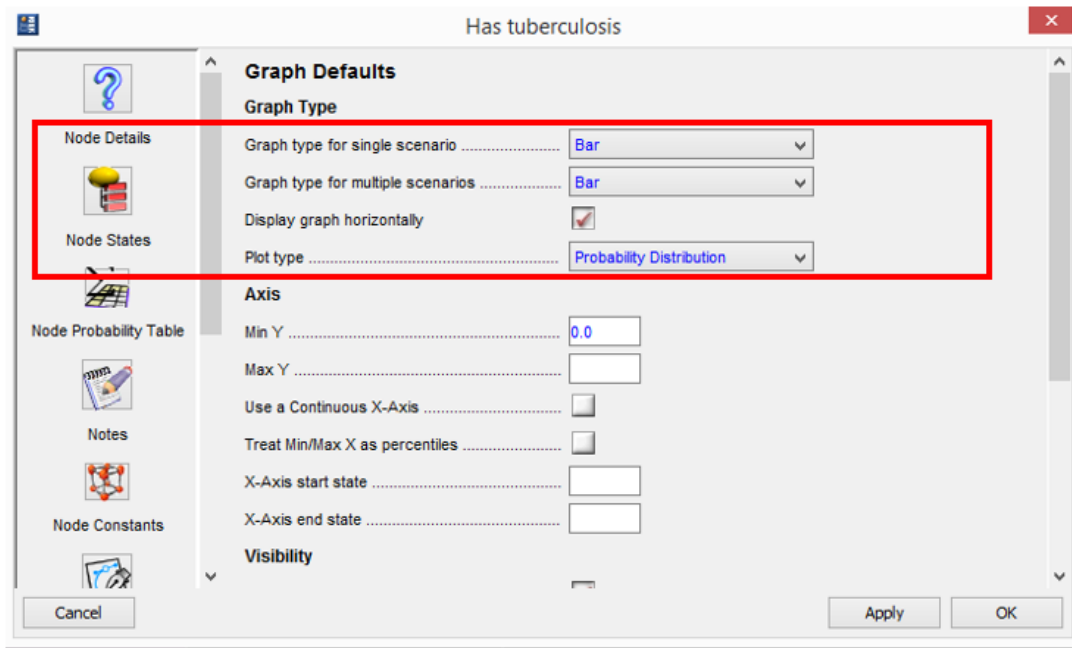 Has tuberculosis
Node Details
Node States
Node Probability Table
Notes
Node Constants
Graph Defaults
Graph Type
Graph type for single scenario ...................... Bar
Graph type for multiple scenarios .................. Bar
Display graph horizontally
Plot type ...................................................... Probability Distribution
Axis
Min Y .......................................................... 0.0
Max Y .........................................................
Use a Continuous X-Axis .............................
Treat Min/Max X as percentiles .....................
X-Axis start state .......................................
X-Axis end state .........................................
Visibility
Cancel
Apply
OK